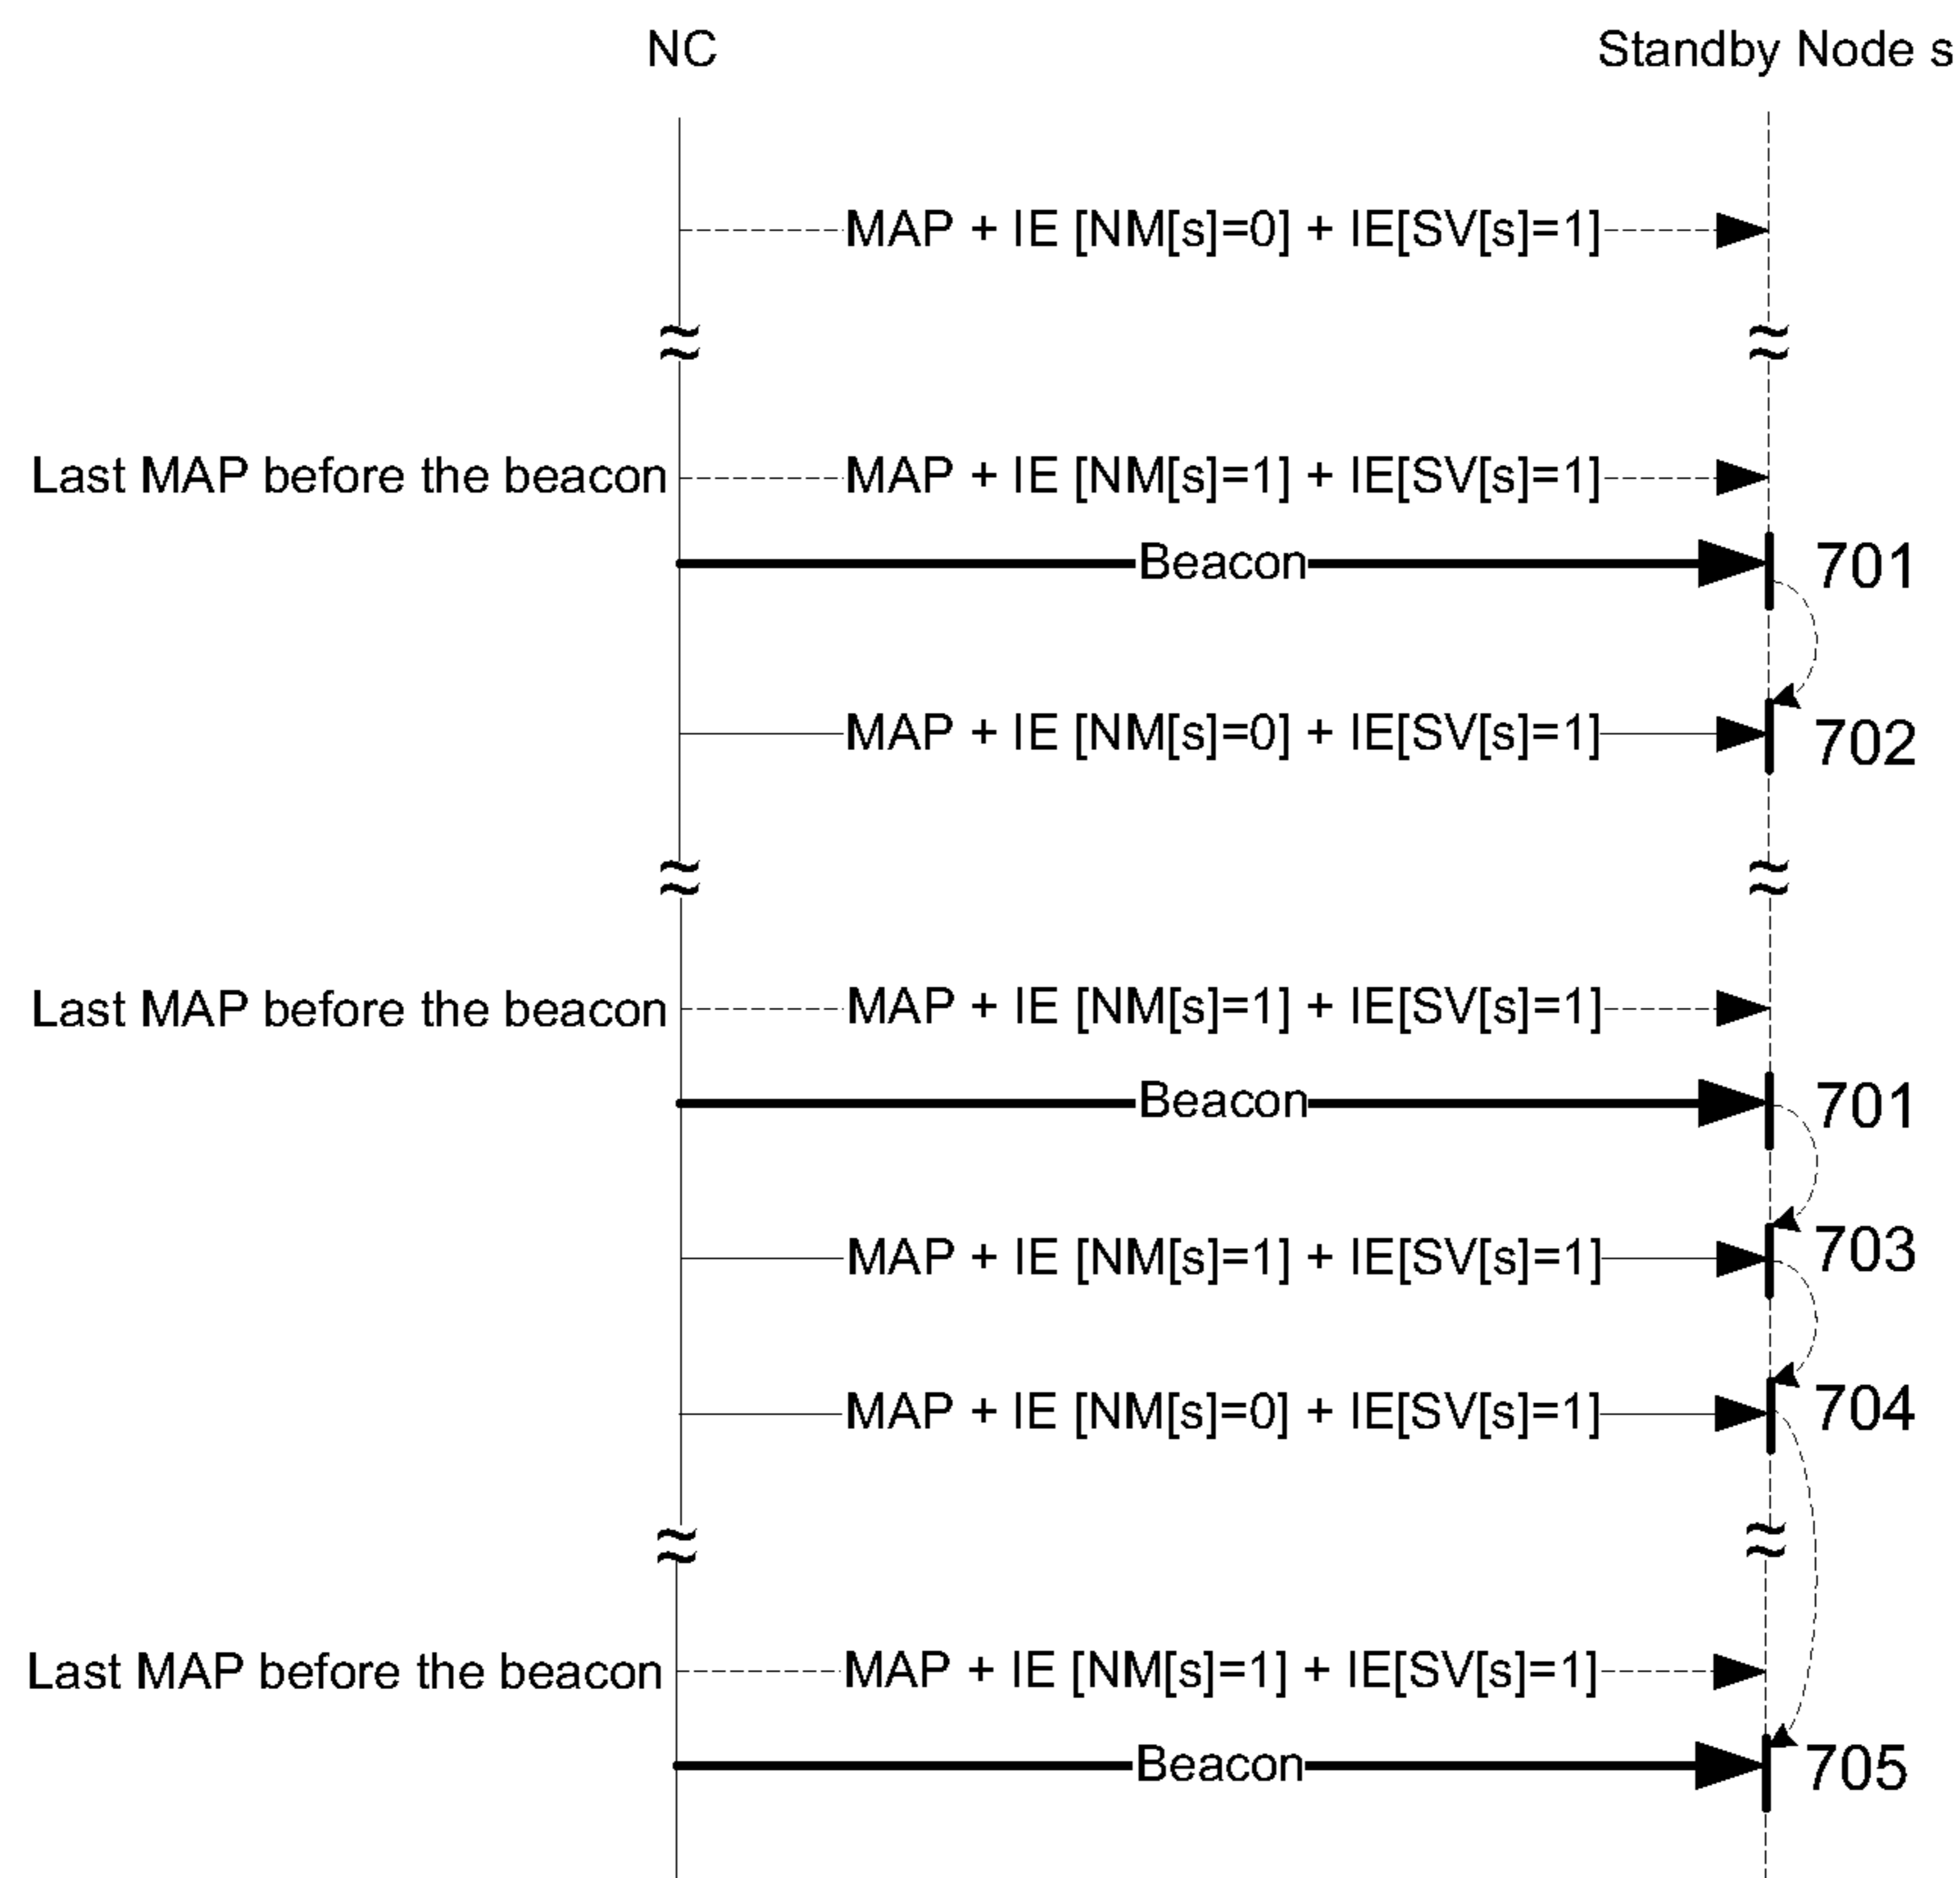 NC Standby Node s
MAP + IE [NM[s]=0] + IE[SV[s]=1]
Last MAP before the beacon MAP + IE [NM[s]=1] + IE[SV[s]=1]
Beacon 701
MAP + IE [NM[s]=0] + IE[SV[s]=1] 702
Last MAP before the beacon MAP + IE [NM[s]=1] + IE[SV[s]=1]
Beacon 701
MAP + IE [NM[s]=1] + IE[SV[s]=1] 703
MAP + IE [NM[s]=0] + IE[SV[s]=1] 704
Last MAP before the beacon MAP + IE [NM[s]=1] + IE[SV[s]=1]
Beacon 705